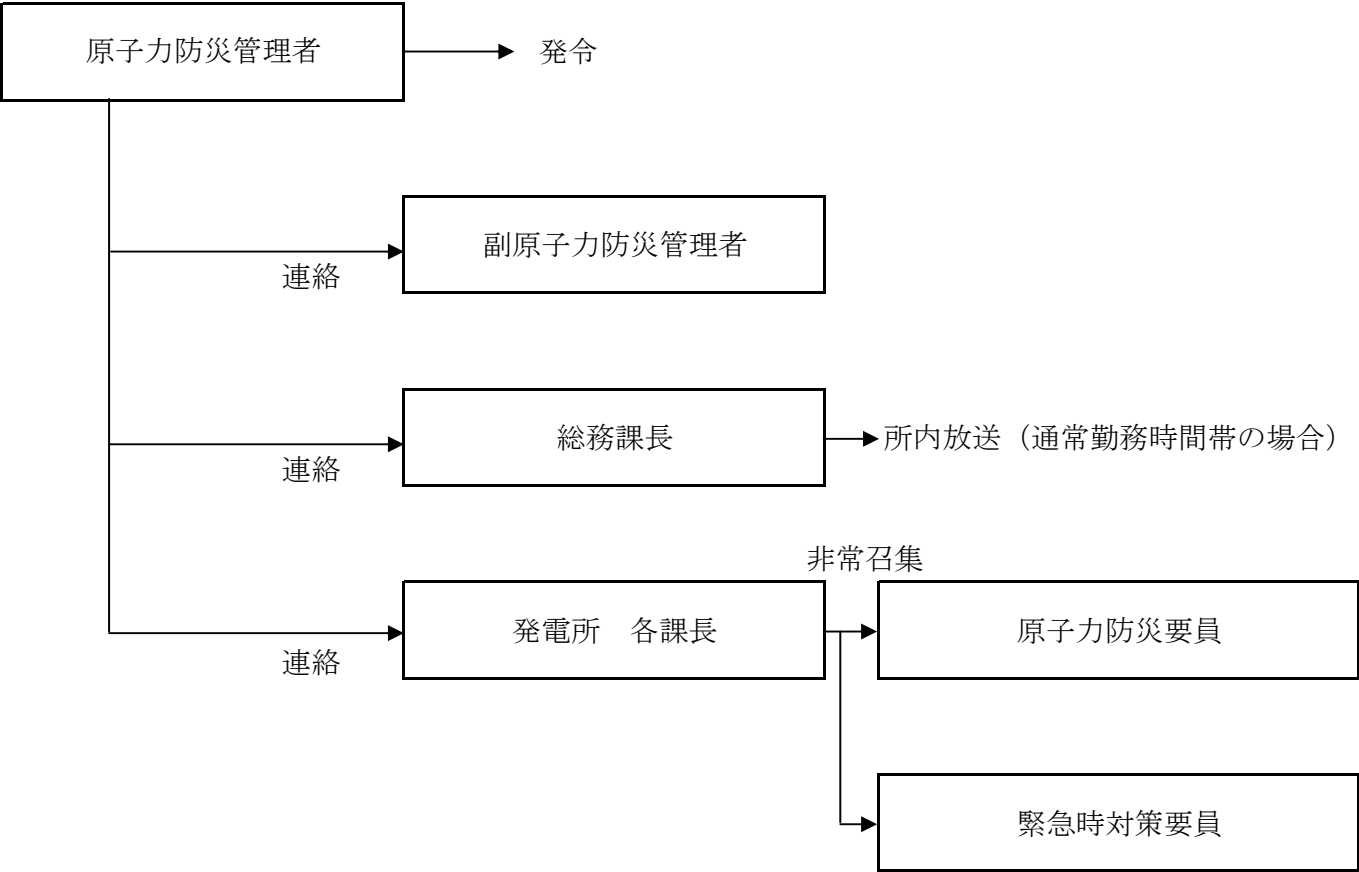 原子力防災管理者
発令
副原子力防災管理者
連絡
総務課長
所内放送（通常勤務時間帯の場合）
連絡
非常召集
発電所　各課長
原子力防災要員
連絡
緊急時対策要員